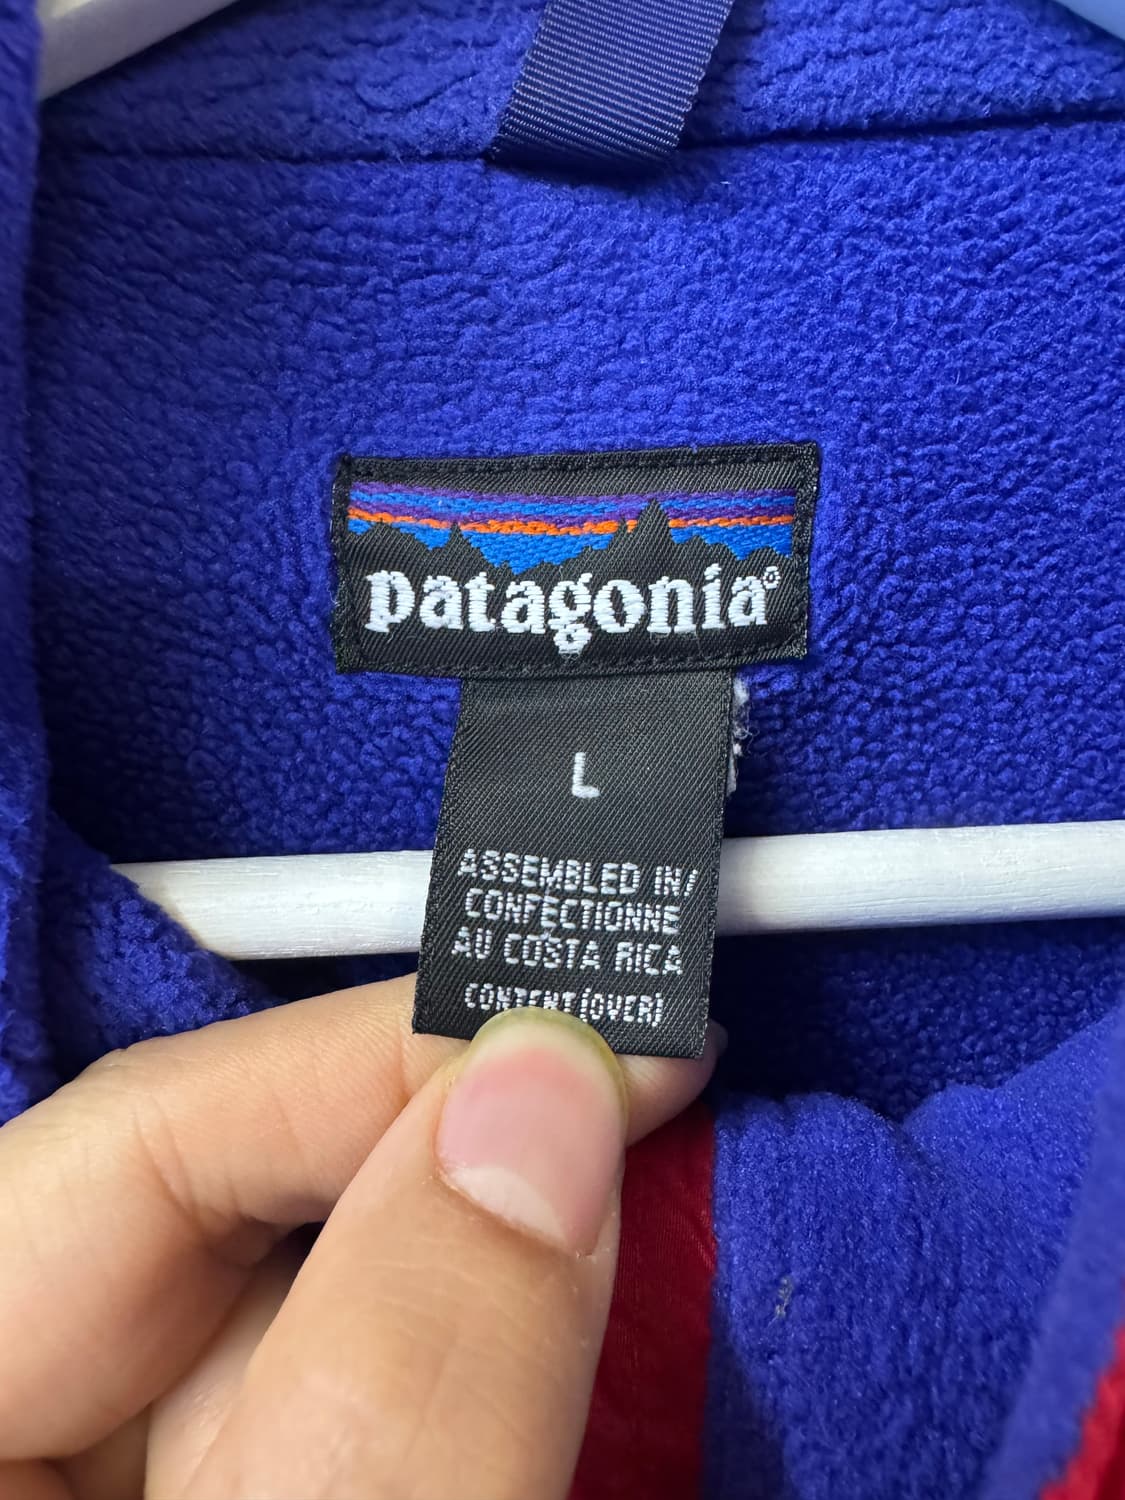 patagonia®
L
ASSEMBLED IN/
CONFECTIONNE
AU COSTA RICA
CONTENT (OVER)